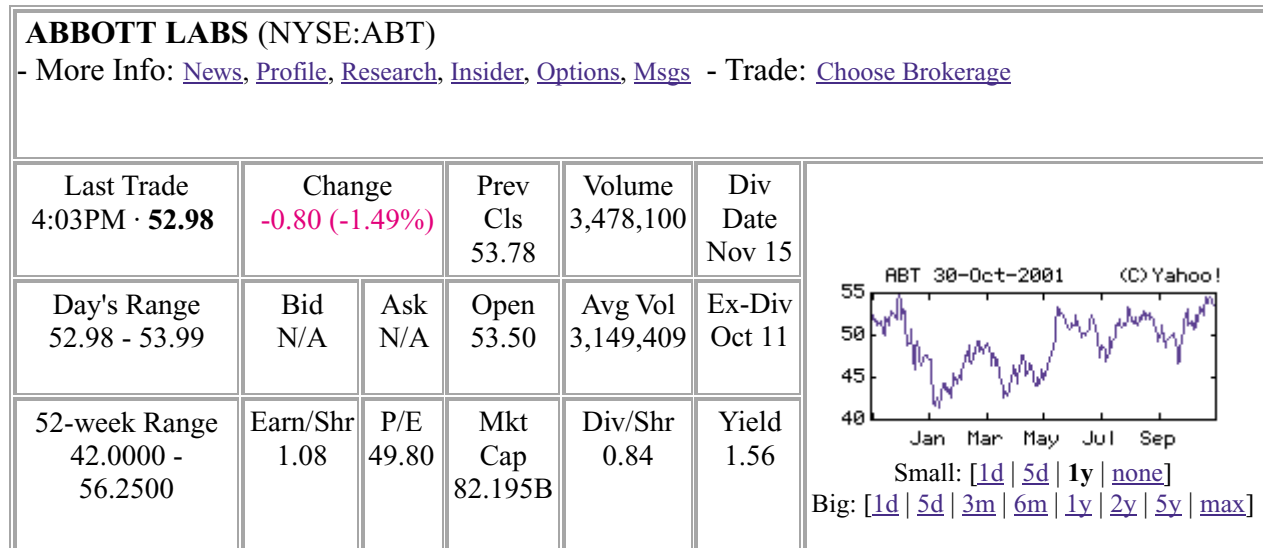 ABBOTT LABS (NYSE:ABT)
- More Info: News, Profile, Research, Insider, Options, Msgs - Trade: Choose Brokerage
Last Trade
4:03PM · 52.98
Change
-0.80 (-1.49%)
Prev
Cls
53.78
Volume
3,478,100
Div
Date
Nov 15
Day's Range
52.98 - 53.99
Bid
N/A
Ask
N/A
Open
53.50
Avg Vol
3,149,409
Ex-Div
Oct 11
52-week Range
42.0000 -
56.2500
Earn/Shr
1.08
P/E
49.80
Mkt
Cap
82.195B
Div/Shr
0.84
Yield
1.56
ABT 30-Oct-2001 (C) Yahoo!
55
50
45
40
Jan Mar May Jul Sep
Small: [1d | 5d | 1y | none]
Big: [1d | 5d | 3m | 6m | 1y | 2y | 5y | max]